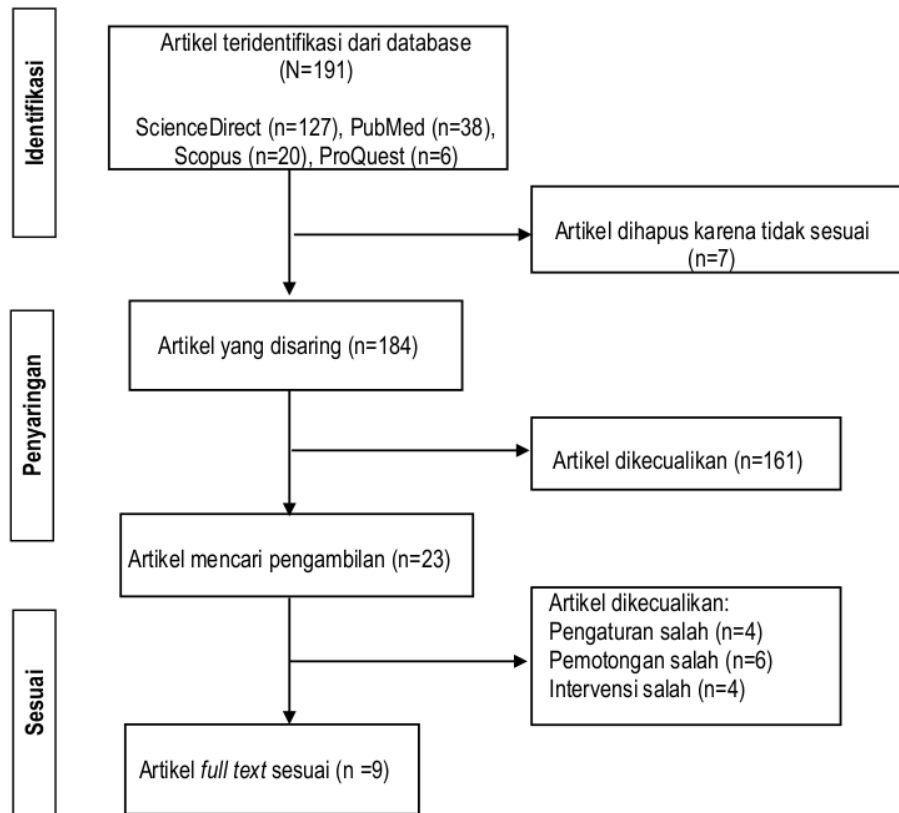 Identifikasi
Artikel teridentifikasi dari database
(N=191)
ScienceDirect (n=127), PubMed (n=38),
Scopus (n=20), ProQuest (n=6)
Artikel dihapus karena tidak sesuai
(n=7)
Penyaringan
Artikel yang disaring (n=184)
Artikel dikecualikan (n=161)
Artikel mencari pengambilan (n=23)
Sesuai
Artikel dikecualikan:
Pengaturan salah (n=4)
Pemotongan salah (n=6)
Intervensi salah (n=4)
Artikel full text sesuai (n =9)